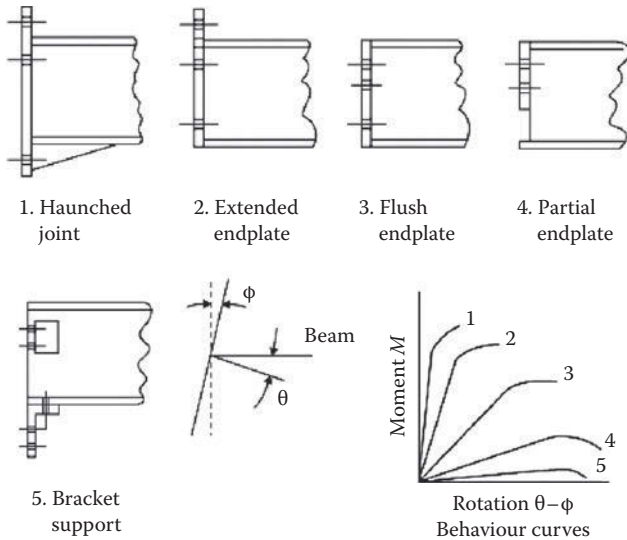 1. Haunched
joint
2. Extended
endplate
3. Flush
endplate
4. Partial
endplate
5. Bracket
support
ϕ
Beam
θ
Moment M
1
2
3
4
5
Rotation θ–ϕ
Behaviour curves